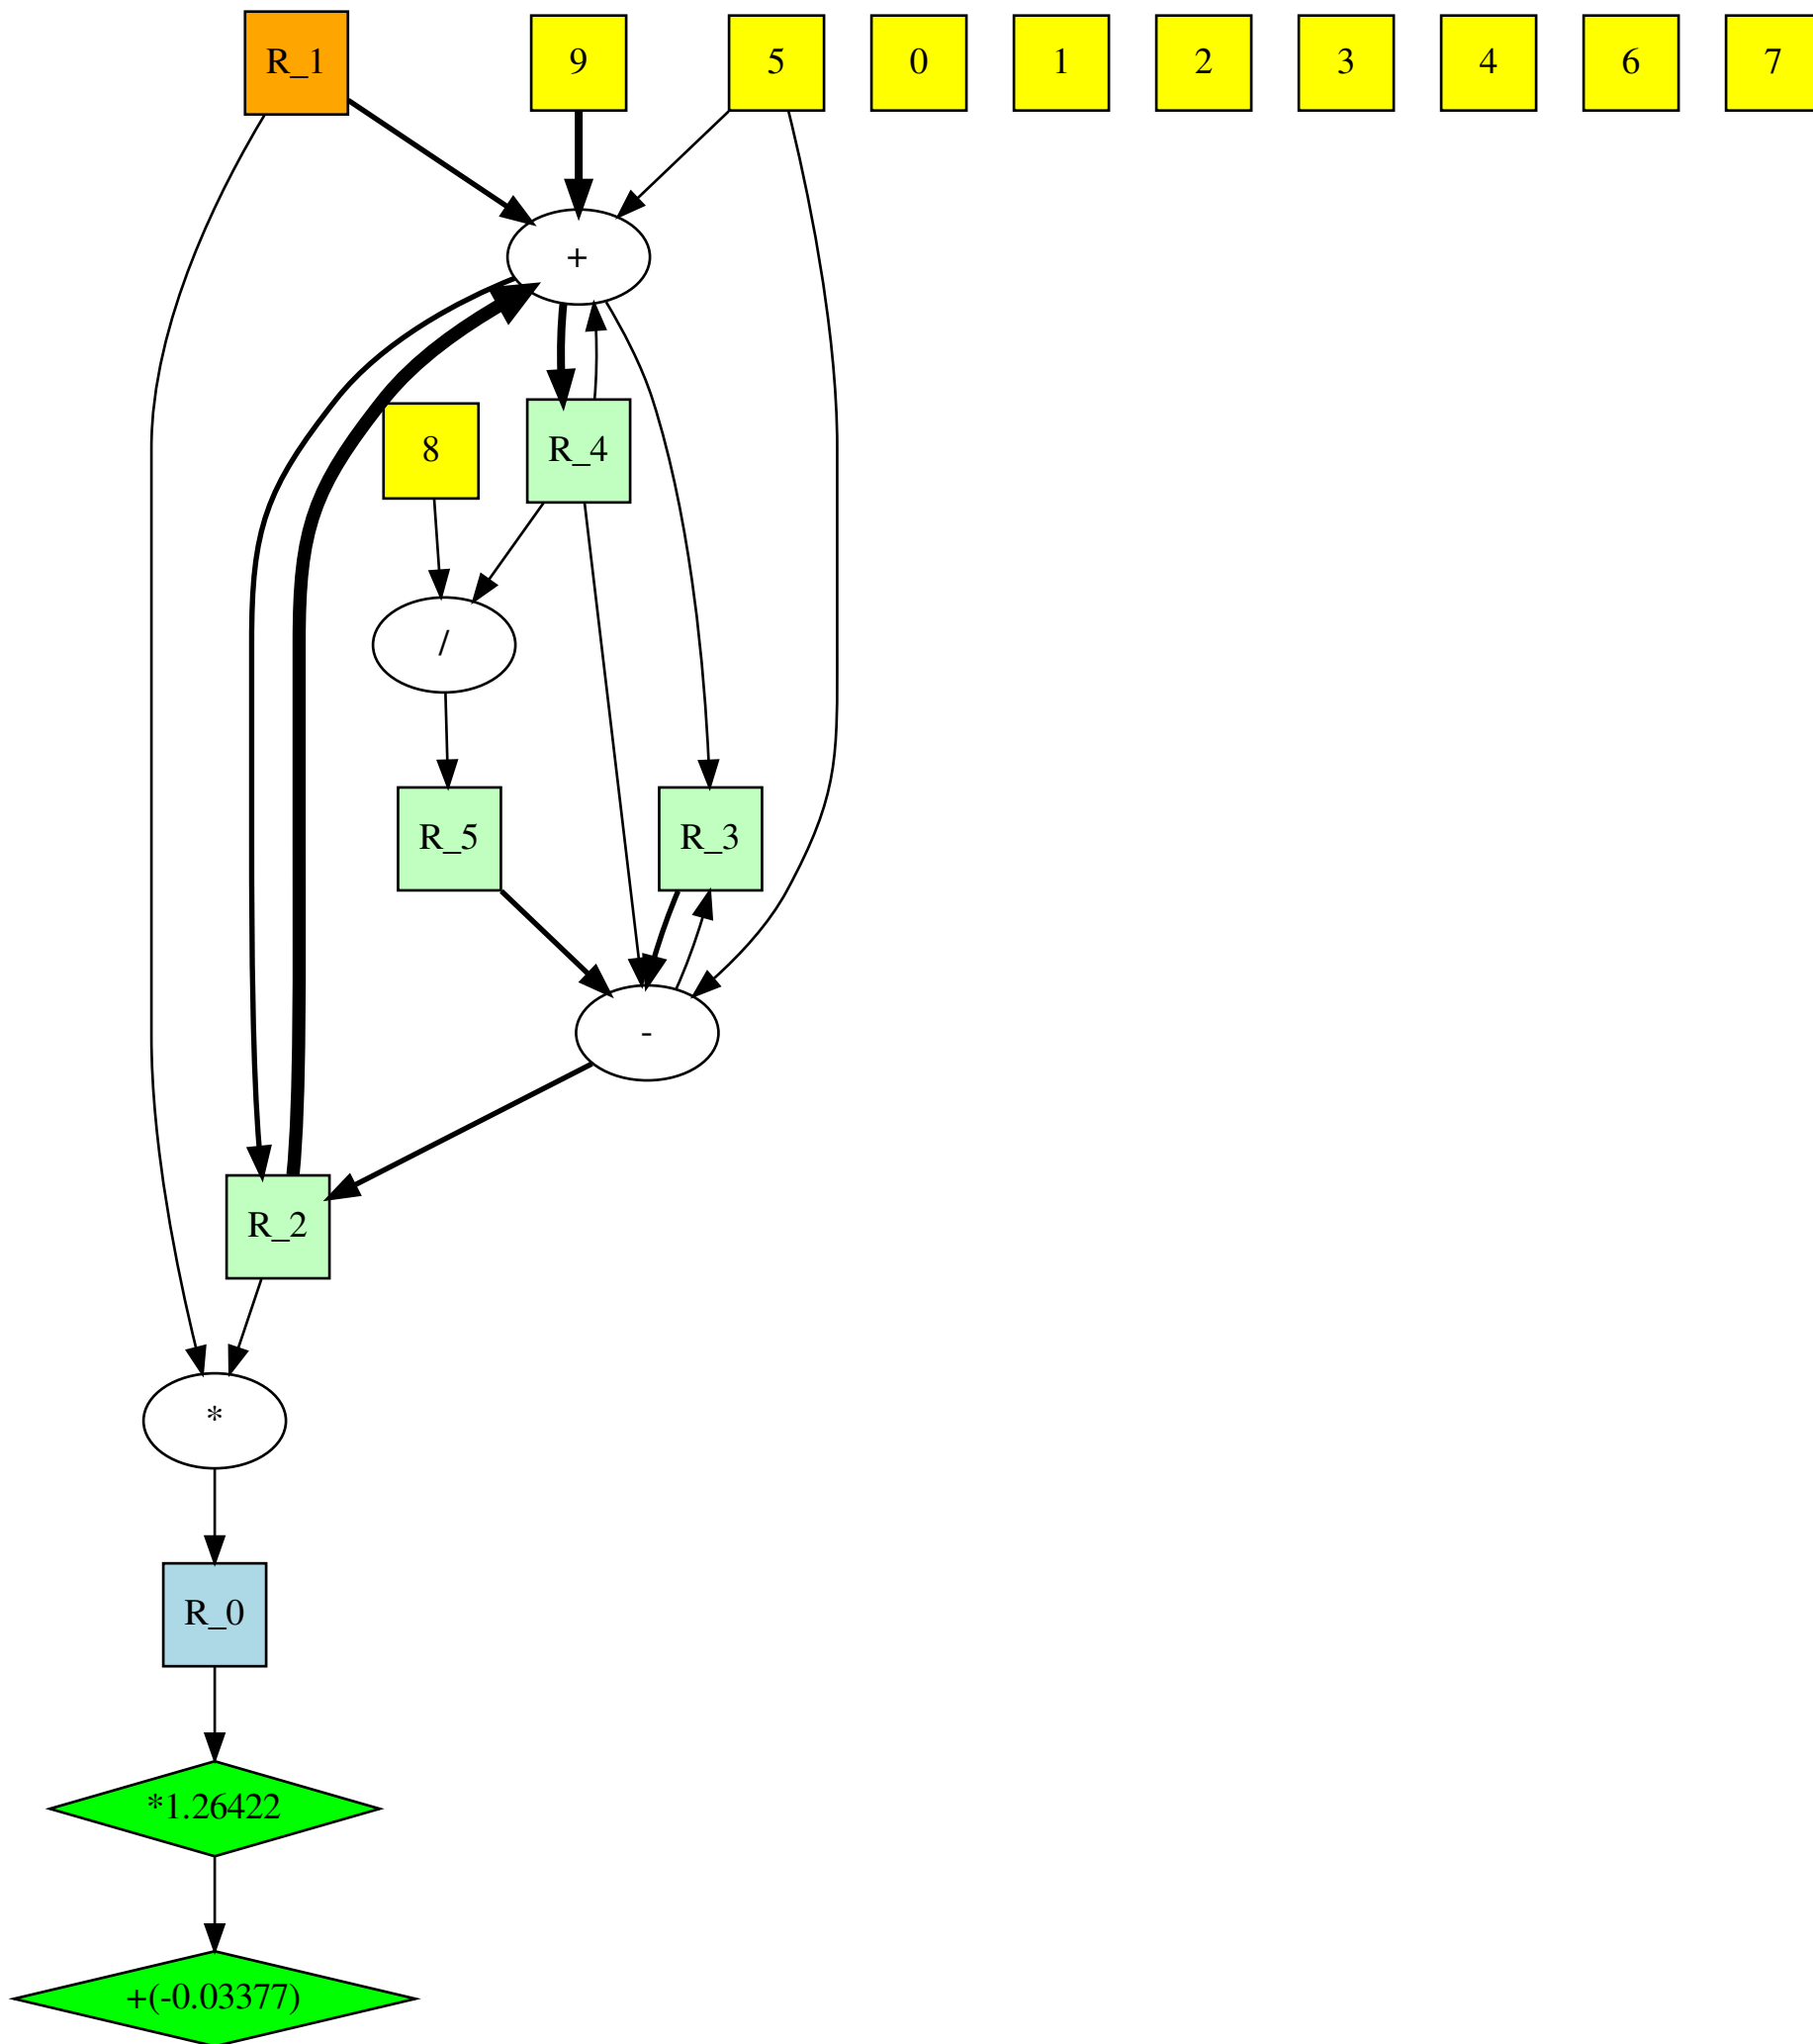 R_1 9 5 0 1 2 3 4 6 7
+
8 R_4
/
R_5 R_3
-
R_2
*
R_0
*1.26422
+(-0.03377)